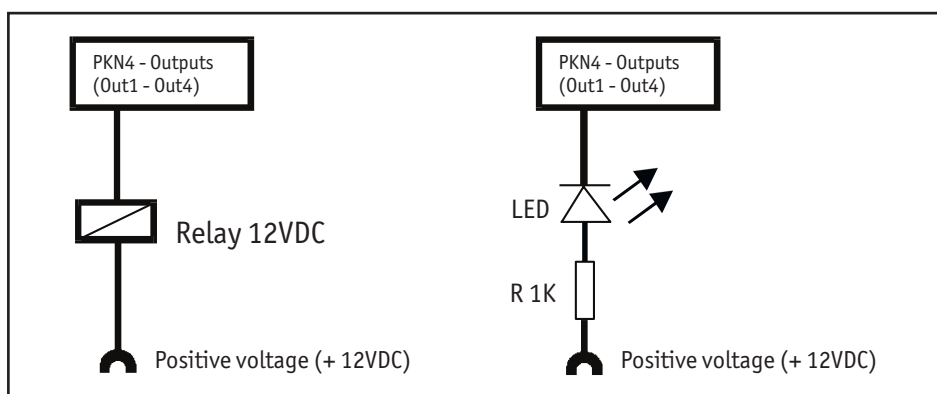 PKN4 - Outputs
(Out1 - Out4)
Relay 12VDC
Positive voltage (+ 12VDC)
PKN4 - Outputs
(Out1 - Out4)
LED
R 1K
Positive voltage (+ 12VDC)